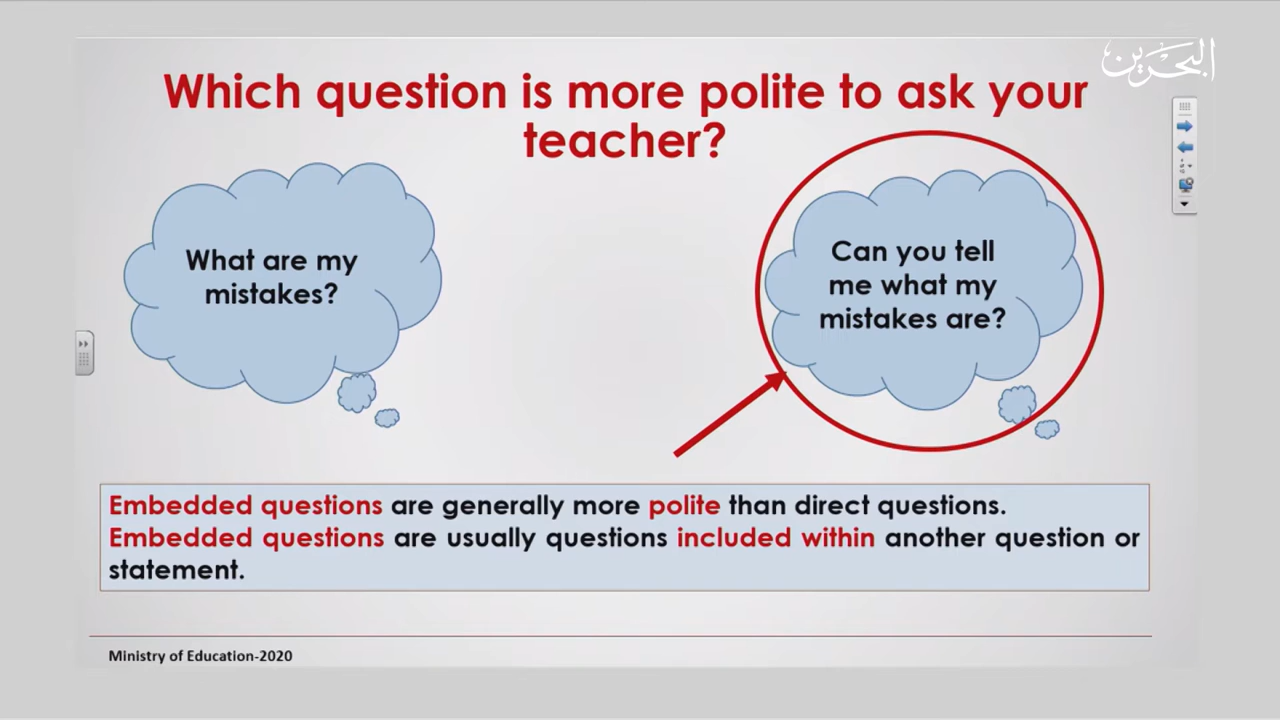 البحرين
Which question is more polite to ask your
teacher?
What are my
mistakes?
Can you tell
me what my
mistakes are?
Embedded questions are generally more polite than direct questions.
Embedded questions are usually questions included within another question or
statement.
Ministry of Education-2020